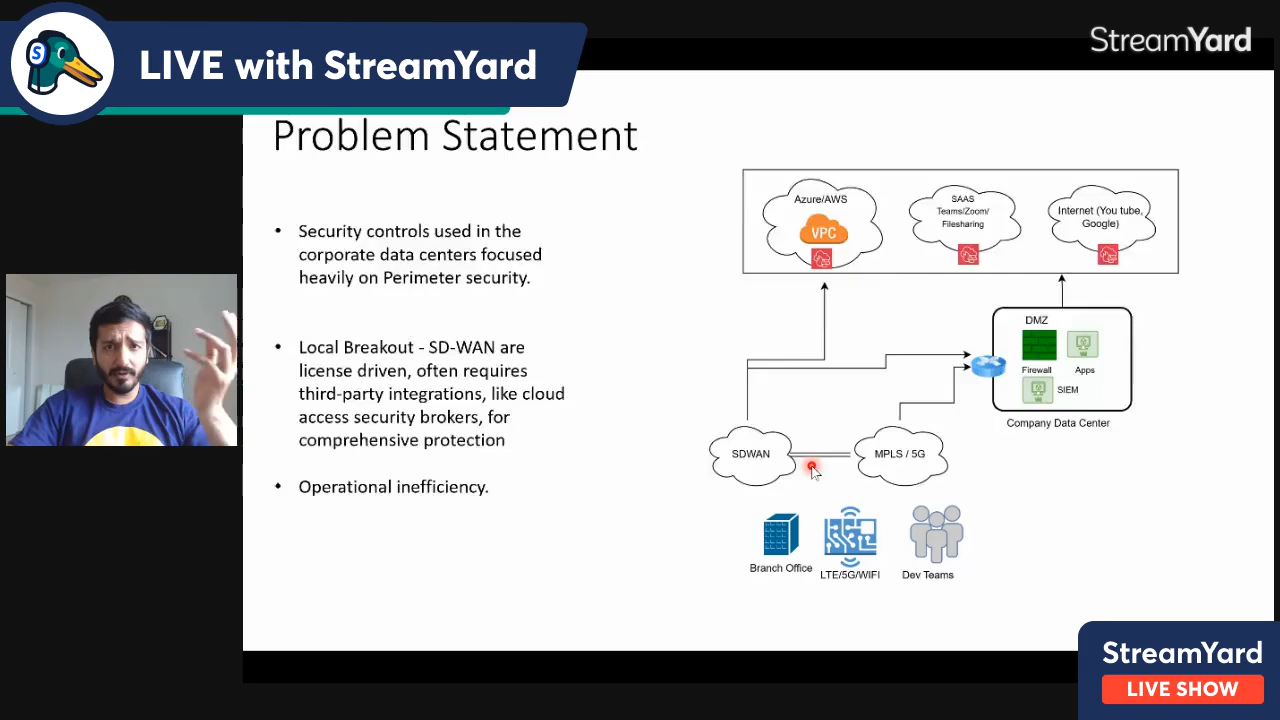 LIVE with StreamYard
StreamYard
Problem Statement
Security controls used in the
corporate data centers focused
heavily on Perimeter security.
Local Breakout - SD-WAN are
license driven, often requires
third-party integrations, like cloud
access security brokers, for
comprehensive protection
Operational inefficiency.
Azure/AWS
VPC
SAAS
Teams/Zoom/
Filesharing
Internet (You tube,
Google)
DMZ
Firewall
Apps
SIEM
Company Data Center
SDWAN
MPLS / 5G
Branch Office
LTE/5G/WIFI
Dev Teams
StreamYard
LIVE SHOW